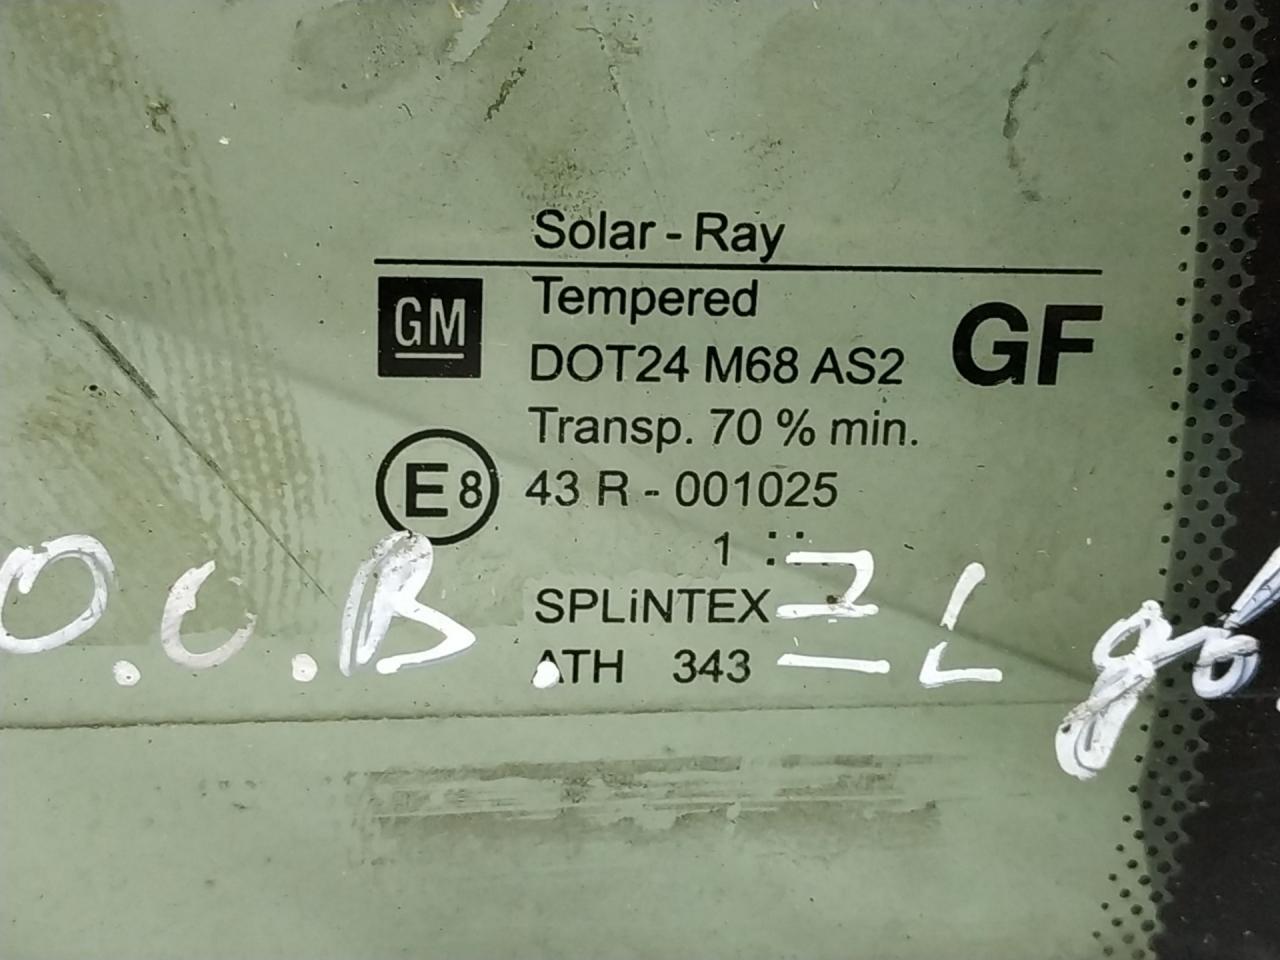 Solar - Ray
GM
Tempered
DOT24 M68 AS2
GF
Transp. 70 % min.
E8
43 R - 001025
1 :..
SPLiNTEX
ATH 343
O.C.B.